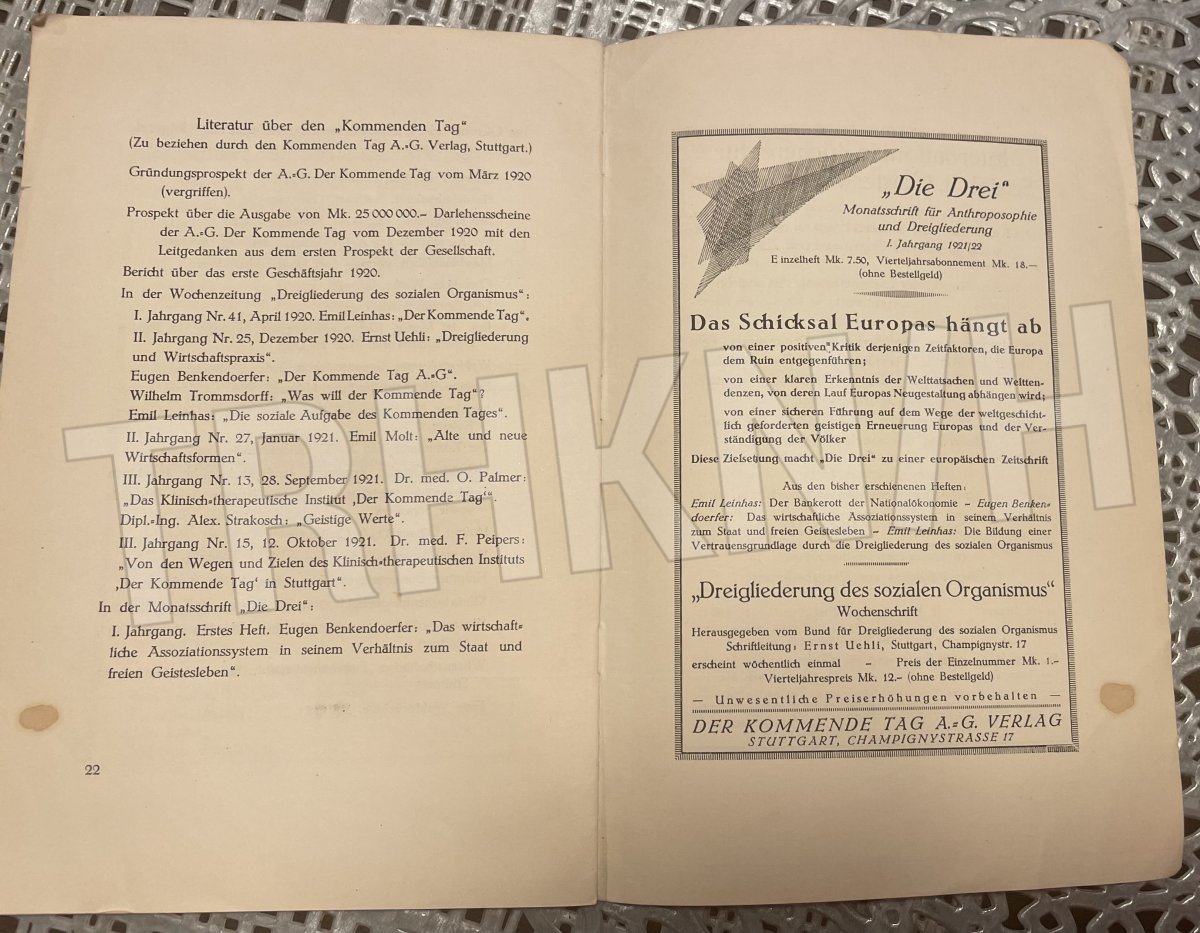 Literatur über den „Kommenden Tag“
(Zu beziehen durch den Kommenden Tag A.=G. Verlag, Stuttgart.)
Gründungsprospekt der A.=G. Der Kommende Tag vom März 1920
(vergriffen).
Prospekt über die Ausgabe von Mk. 25 000 000.– Darlehensscheine
der A.=G. Der Kommende Tag vom Dezember 1920 mit den
Leitgedanken aus dem ersten Prospekt der Gesellschaft.
Bericht über das erste Geschäftsjahr 1920.
In der Wochenzeitung „Dreigliederung des sozialen Organismus“:
I. Jahrgang Nr. 41, April 1920. Emil Leinhas: „Der Kommende Tag“.
II. Jahrgang Nr. 25, Dezember 1920. Ernst Uehli: „Dreigliederung
und Wirtschaftspraxis“.
Eugen Benkendoerfer: „Der Kommende Tag A.=G“.
Wilhelm Trommsdorff: „Was will der Kommende Tag“?
Emil Leinhas: „Die soziale Aufgabe des Kommenden Tages“.
II. Jahrgang Nr. 27, Januar 1921. Emil Molt: „Alte und neue
Wirtschaftsformen“.
III. Jahrgang Nr. 13, 28. September 1921. Dr. med. O. Palmer:
„Das Klinisch=therapeutische Institut ‚Der Kommende Tag‘“.
Dipl.=Ing. Alex. Strakosch: „Geistige Werte“.
III. Jahrgang Nr. 15, 12. Oktober 1921. Dr. med. F. Peipers:
„Von den Wegen und Zielen des Klinisch=therapeutischen Instituts
‚Der Kommende Tag‘ in Stuttgart“.
In der Monatsschrift „Die Drei“:
I. Jahrgang. Erstes Heft. Eugen Benkendoerfer: „Das wirtschaft=
liche Assoziationssystem in seinem Verhältnis zum Staat und
freien Geistesleben“.
22
„Die Drei“
Monatsschrift für Anthroposophie
und Dreigliederung
I. Jahrgang 1921/22
Einzelheft Mk. 7.50, Vierteljahrsabonnement Mk. 18.—
(ohne Bestellgeld)
Das Schicksal Europas hängt ab
von einer positiven Kritik derjenigen Zeitfaktoren, die Europa
dem Ruin entgegenführen;
von einer klaren Erkenntnis der Welttatsachen und Weltten-
denzen, von deren Lauf Europas Neugestaltung abhängen wird;
von einer sicheren Führung auf dem Wege der weltgeschicht-
lich geforderten geistigen Erneuerung Europas und der Ver-
ständigung der Völker
Diese Zielsetzung macht „Die Drei“ zu einer europäischen Zeitschrift
Aus den bisher erschienenen Heften:
Emil Leinhas: Der Bankerott der Nationalökonomie – Eugen Benken=
doerfer: Das wirtschaftliche Assoziationssystem in seinem Verhältnis
zum Staat und freien Geistesleben – Emil Leinhas: Die Bildung einer
Vertrauensgrundlage durch die Dreigliederung des sozialen Organismus
„Dreigliederung des sozialen Organismus“
Wochenschrift
Herausgegeben vom Bund für Dreigliederung des sozialen Organismus
Schriftleitung: Ernst Uehli, Stuttgart, Champignystr. 17
erscheint wöchentlich einmal – Preis der Einzelnummer Mk. 1.–
Vierteljahrespreis Mk. 12.– (ohne Bestellgeld)
— Unwesentliche Preiserhöhungen vorbehalten —
DER KOMMENDE TAG A.=G. VERLAG
STUTTGART, CHAMPIGNYSTRASSE 17